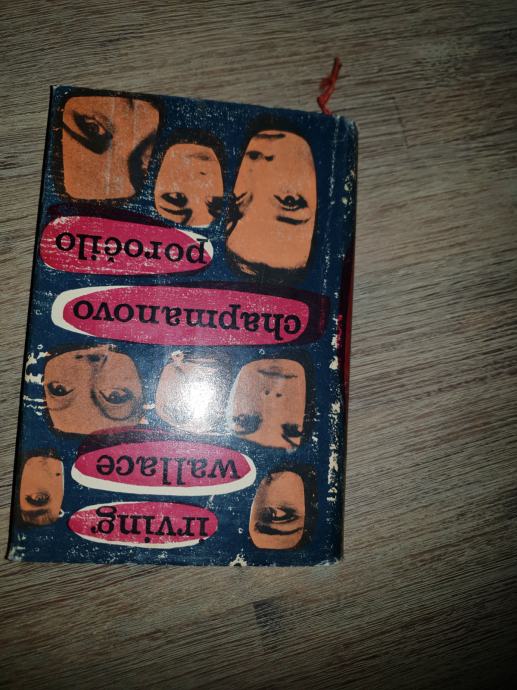 irving
wallace
chapmanovo
poročilo